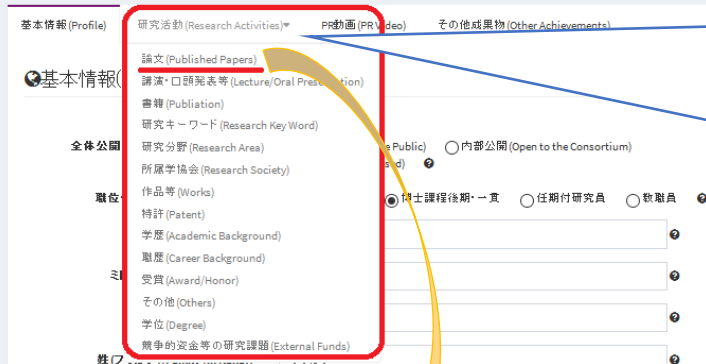 基本情報(Profile) 研究活動(Research Activities)▾ PR動画(PR Video) その他成果物(Other Achievements)
論文(Published Papers)
基本情報(
講演・口頭発表等(Lecture/Oral Presentation)
書籍(Publiation)
研究キーワード(Research Key Word)
全体公開 研究分野(Research Area) Public) 内部公開(Open to the Consortium)
所属学協会(Research Society)
作品等(Works)
職位 博士課程後期・一貫 任期付研究員 教職員
特許(Patent)
学歴(Academic Background)
職歴(Career Background)
受賞(Award/Honor)
その他(Others)
学位(Degree)
競争的資金等の研究課題(External Funds)